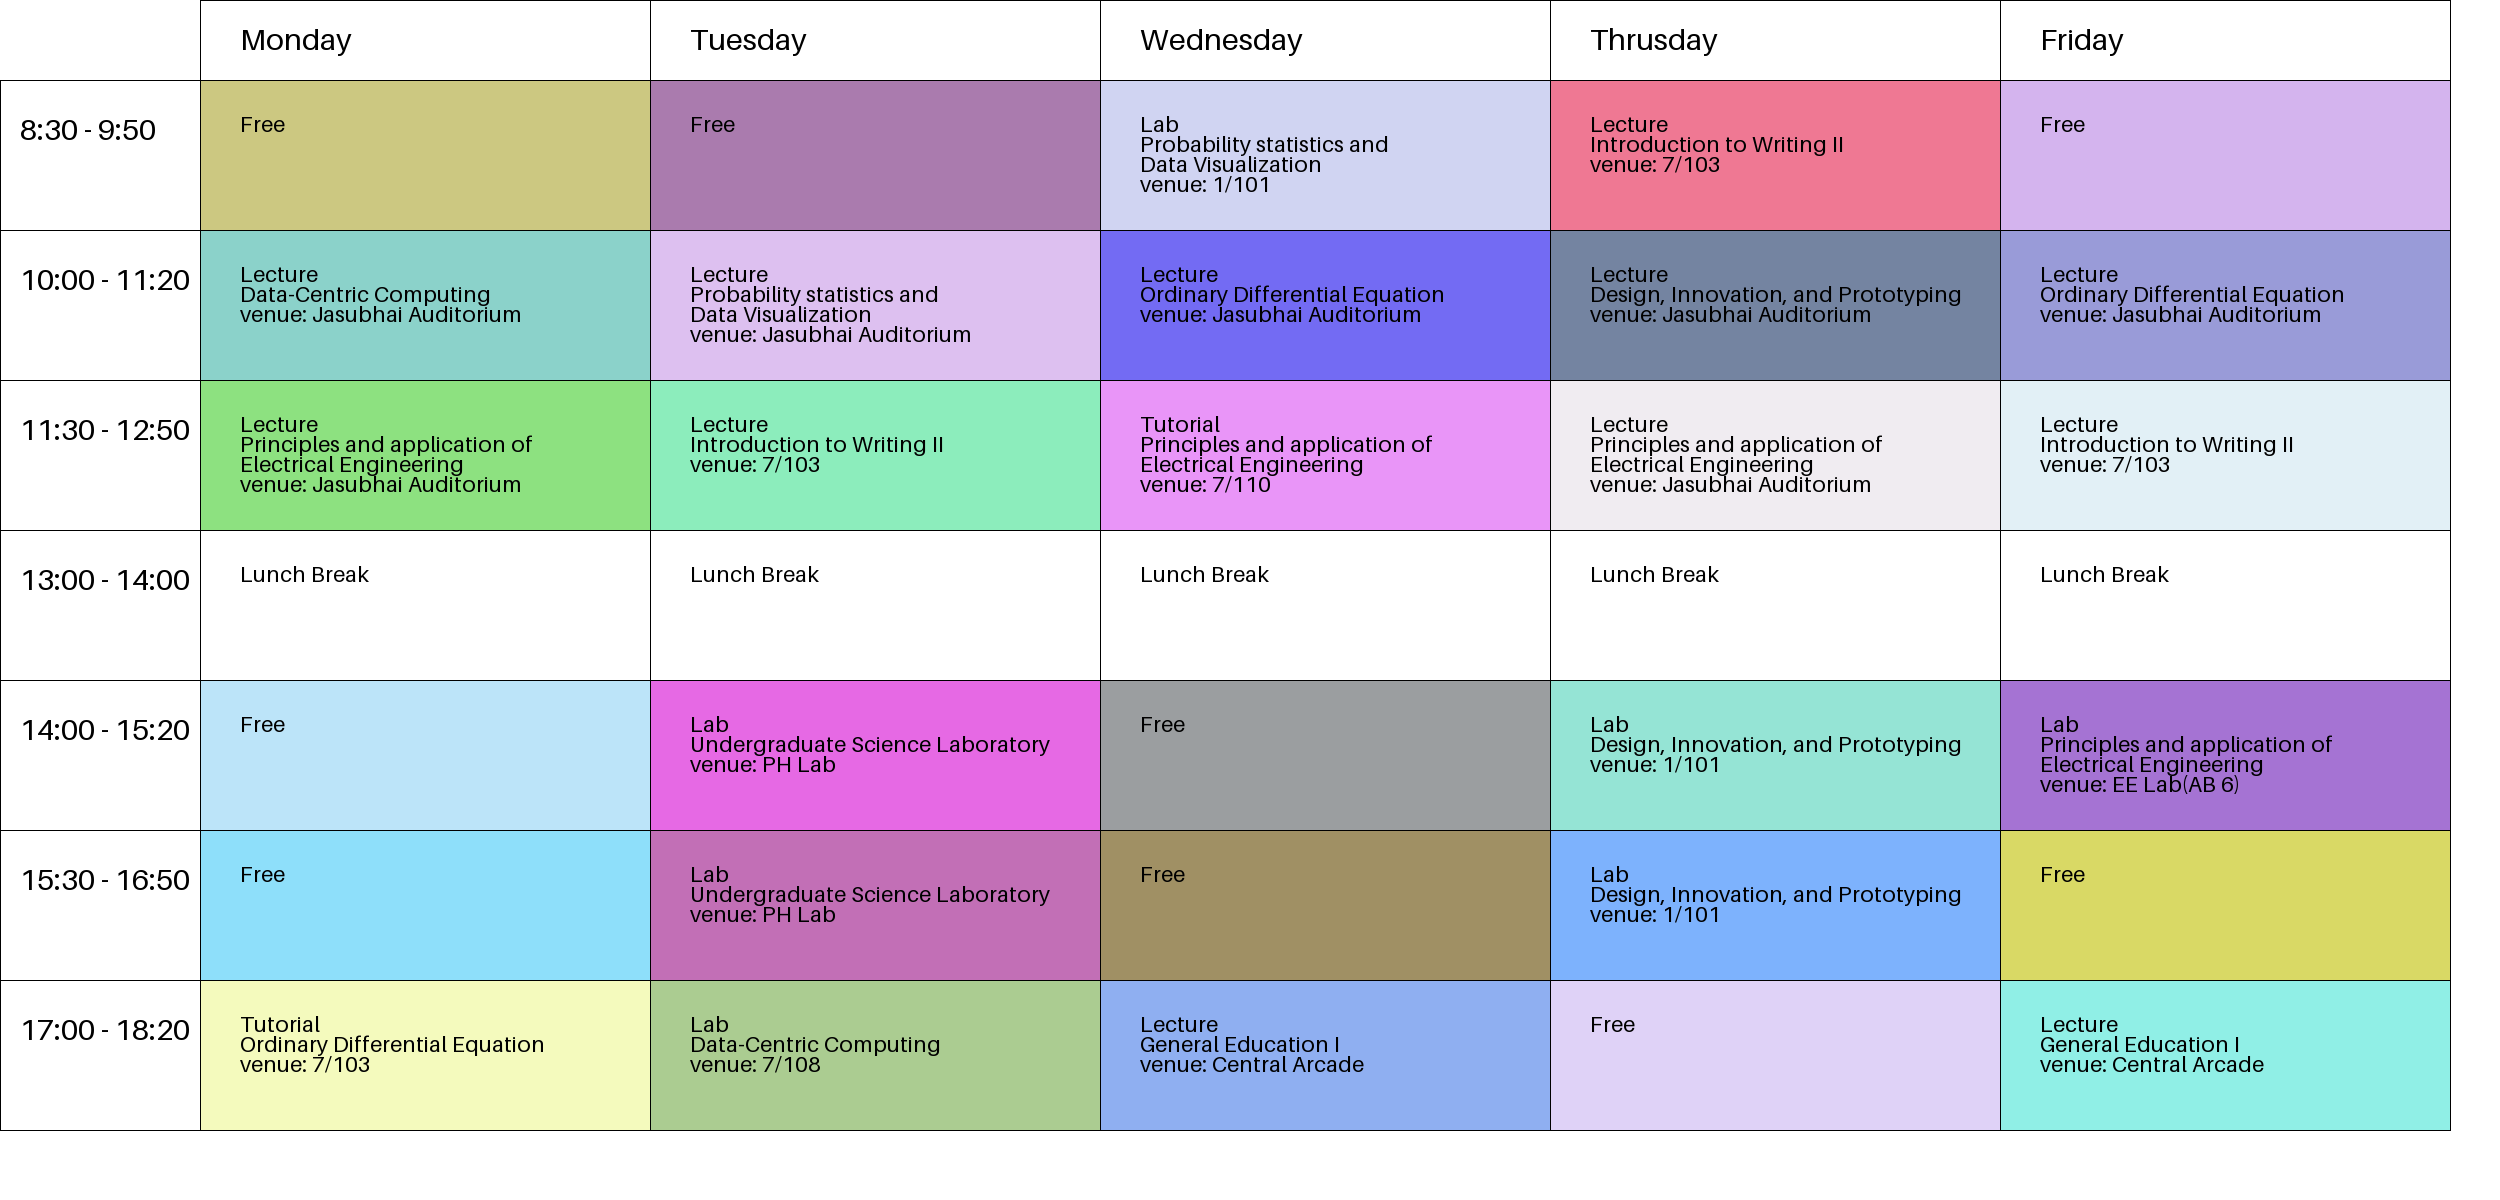 Monday
Tuesday
Wednesday
Thrusday
Friday
8:30 - 9:50
Free
Free
Lab
Probability statistics and
Data Visualization
venue: 1/101
Lecture
Introduction to Writing II
venue: 7/103
Free
10:00 - 11:20
Lecture
Data-Centric Computing
venue: Jasubhai Auditorium
Lecture
Probability statistics and
Data Visualization
venue: Jasubhai Auditorium
Lecture
Ordinary Differential Equation
venue: Jasubhai Auditorium
Lecture
Design, Innovation, and Prototyping
venue: Jasubhai Auditorium
Lecture
Ordinary Differential Equation
venue: Jasubhai Auditorium
11:30 - 12:50
Lecture
Principles and application of
Electrical Engineering
venue: Jasubhai Auditorium
Lecture
Introduction to Writing II
venue: 7/103
Tutorial
Principles and application of
Electrical Engineering
venue: 7/110
Lecture
Principles and application of
Electrical Engineering
venue: Jasubhai Auditorium
Lecture
Introduction to Writing II
venue: 7/103
13:00 - 14:00
Lunch Break
Lunch Break
Lunch Break
Lunch Break
Lunch Break
14:00 - 15:20
Free
Lab
Undergraduate Science Laboratory
venue: PH Lab
Free
Lab
Design, Innovation, and Prototyping
venue: 1/101
Lab
Principles and application of
Electrical Engineering
venue: EE Lab(AB 6)
15:30 - 16:50
Free
Lab
Undergraduate Science Laboratory
venue: PH Lab
Free
Lab
Design, Innovation, and Prototyping
venue: 1/101
Free
17:00 - 18:20
Tutorial
Ordinary Differential Equation
venue: 7/103
Lab
Data-Centric Computing
venue: 7/108
Lecture
General Education I
venue: Central Arcade
Free
Lecture
General Education I
venue: Central Arcade